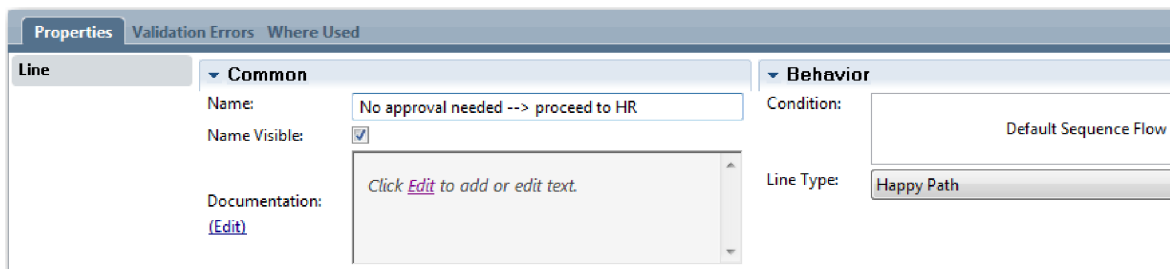 Properties Validation Errors Where Used
Line
Common
Name: No approval needed --> proceed to HR
Name Visible:
Documentation:
(Edit)
Click Edit to add or edit text.
Behavior
Condition: Default Sequence Flow
Line Type: Happy Path